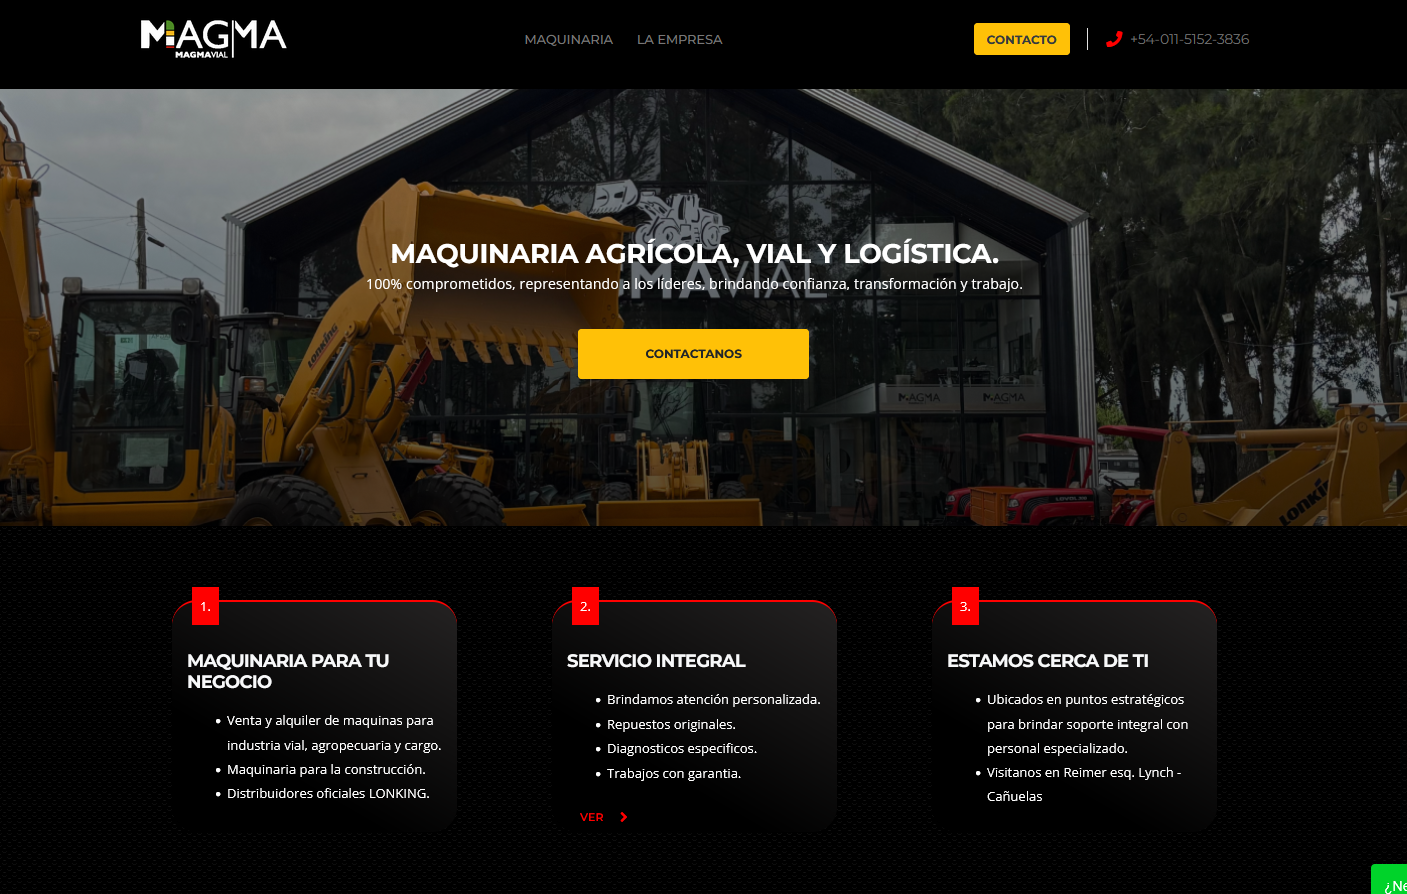 MAGMA
MAGMAVIAL
MAQUINARIA
LA EMPRESA
CONTACTO
+54-011-5152-3836
MAQUINARIA AGRÍCOLA, VIAL Y LOGÍSTICA.
100% comprometidos, representando a los líderes, brindando confianza, transformación y trabajo.
CONTACTANOS
LONKING
MAGMA
MAGMA
LOVOL
1.
MAQUINARIA PARA TU
NEGOCIO
Venta y alquiler de maquinas para
industria vial, agropecuaria y cargo.
Maquinaria para la construcción.
Distribuidores oficiales LONKING.
2.
SERVICIO INTEGRAL
Brindamos atención personalizada.
Repuestos originales.
Diagnosticos especificos.
Trabajos con garantia.
VER
3.
ESTAMOS CERCA DE TI
Ubicados en puntos estratégicos
para brindar soporte integral con
personal especializado.
Visitanos en Reimer esq. Lynch -
Cañuelas